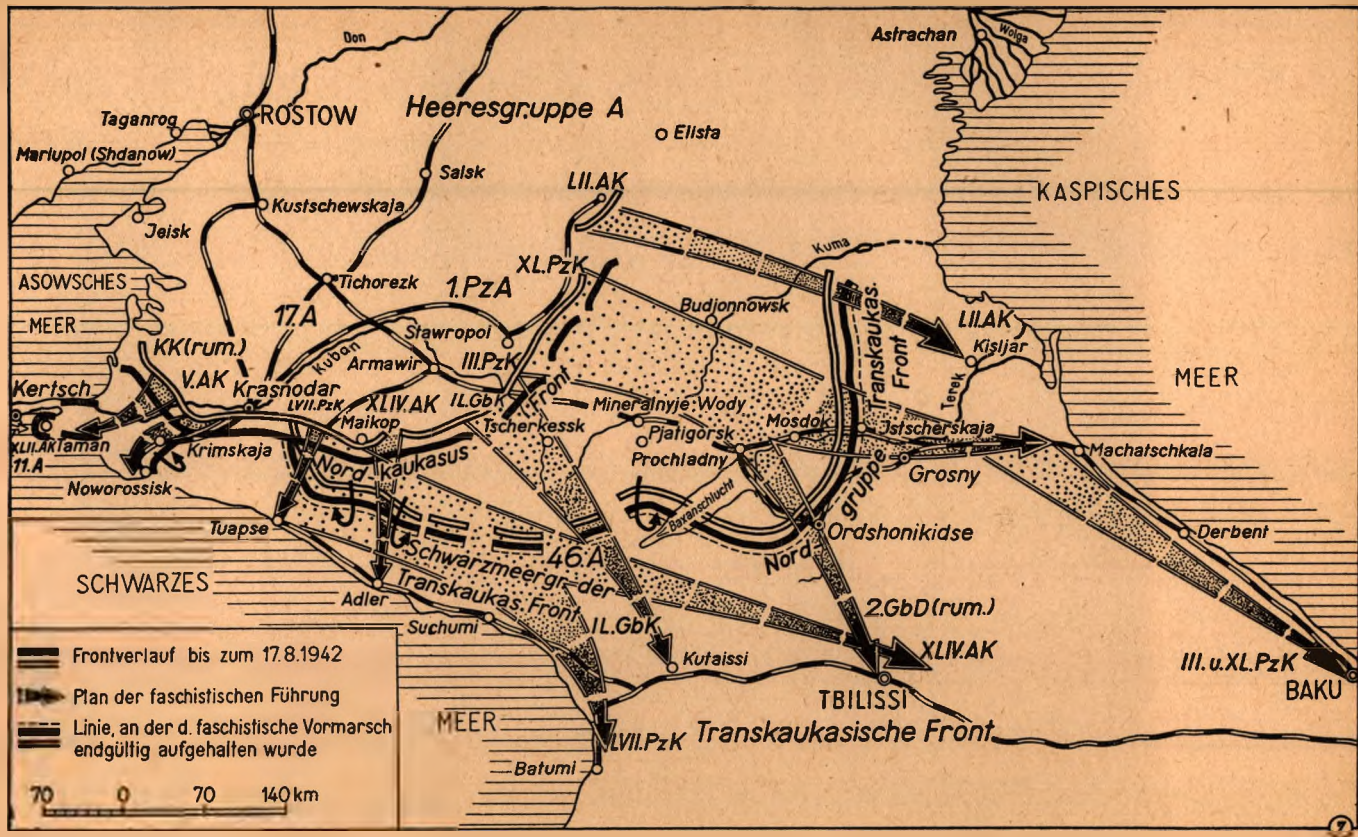 Don
Astrachan
Wolga
ROSTOW
Heeresgruppe A
Taganrog
Elista
Mariupol (Shdanow)
Salsk
LII.AK
KASPISCHES
Kustschewskaja
Jeisk
Kuma
XL.PzK
ASOWSCHES
Tichorezk
1.PzA
Budjonnowsk
Transkaukas.
Front
MEER
17.A
Stawropol
LII.AK
KK(rum.)
Kuban
III.PzK
Kisljar
V.AK
Armawir
Terek
MEER
Kertsch
Krasnodar
LVII.PzK
XLIV.AK
IL.GbK
Front
Mineralnyje Wody
Maikop
Tscherkessk
Mosdok
Istscherskaja
XLII.AK
Taman
Krimskaja
Pjatigorsk
11.A
Nord
Kaukasus
Prochladny
Machatschkala
Noworossisk
Grosny
gruppe
Baxanschlucht
Tuapse
Ordshonikidse
Derbent
46.A
Nord
Schwarzmeergr. der
SCHWARZES
Transkaukas. Front
Adler
2.GbD(rum.)
Suchumi
IL.GbK
XLIV.AK
Kutaissi
III.u.XL.PzK
TBILISSI
BAKU
MEER
LVII.PzK
Transkaukasische Front
Batumi
Frontverlauf bis zum 17.8.1942
Plan der faschistischen Führung
Linie, an der d. faschistische Vormarsch
endgültig aufgehalten wurde
70 0 70 140 km
7